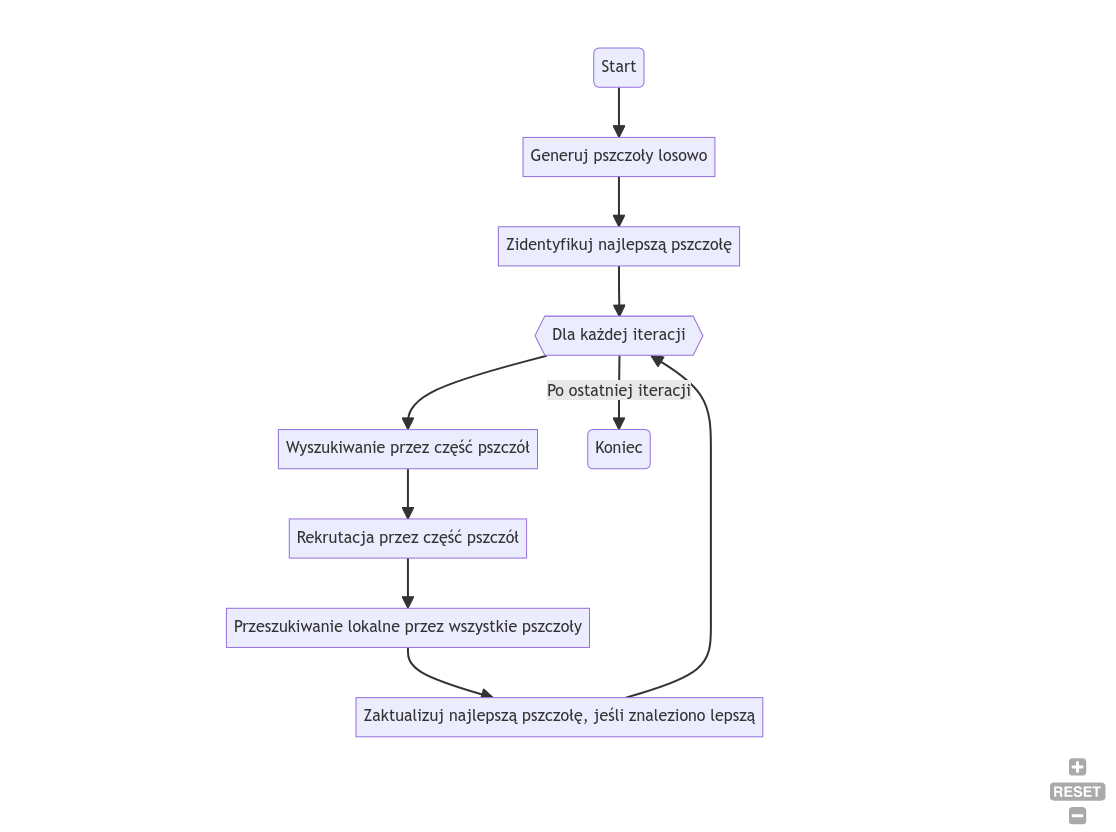 Start
Generuj pszczoły losowo
Zidentyfikuj najlepszą pszczołę
Dla każdej iteracji
Po ostatniej iteracji
Wyszukiwanie przez część pszczół
Koniec
Rekrutacja przez część pszczół
Przeszukiwanie lokalne przez wszystkie pszczoły
Zaktualizuj najlepszą pszczołę, jeśli znaleziono lepszą
RESET